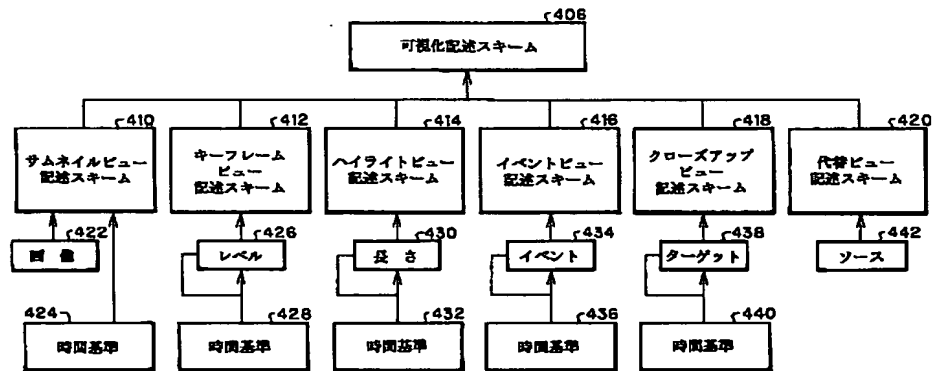 406
可視化記述スキーム
410
412
414
416
418
420
サムネイルビュー
記述スキーム
キーフレーム
ビュー
記述スキーム
ハイライトビュー
記述スキーム
イベントビュー
記述スキーム
クローズアップ
ビュー
記述スキーム
代替ビュー
記述スキーム
422
426
430
434
438
442
画像
レベル
長さ
イベント
ターゲット
ソース
424
428
432
436
440
時間基準
時間基準
時間基準
時間基準
時間基準